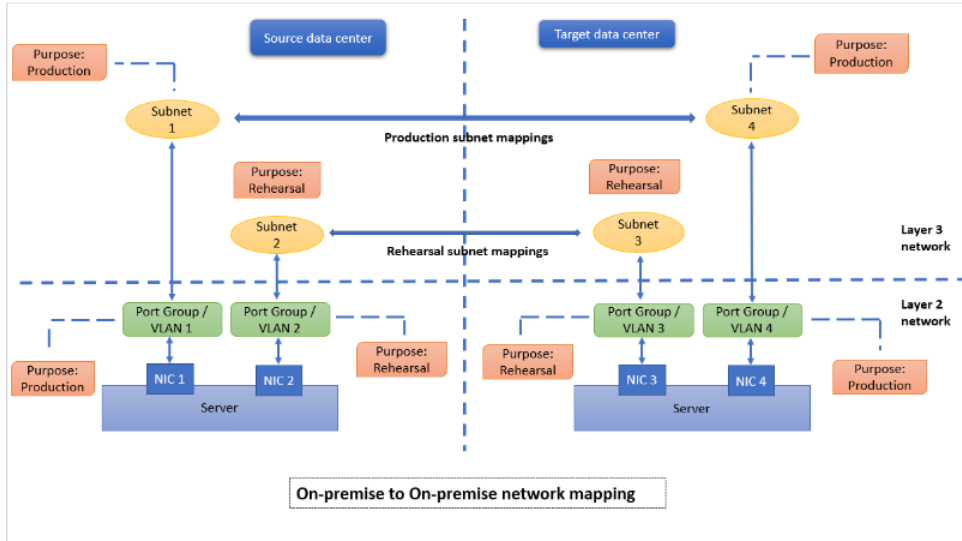 Source data center
Target data center
Purpose:
Production
Purpose:
Production
Subnet
1
Subnet
4
Production subnet mappings
Purpose:
Rehearsal
Purpose:
Rehearsal
Subnet
2
Subnet
3
Rehearsal subnet mappings
Layer 3
network
Layer 2
network
Port Group /
VLAN 1
Port Group /
VLAN 2
Port Group /
VLAN 3
Port Group /
VLAN 4
Purpose:
Production
Purpose:
Rehearsal
Purpose:
Rehearsal
Purpose:
Production
NIC 1
NIC 2
NIC 3
NIC 4
Server
Server
On-premise to On-premise network mapping